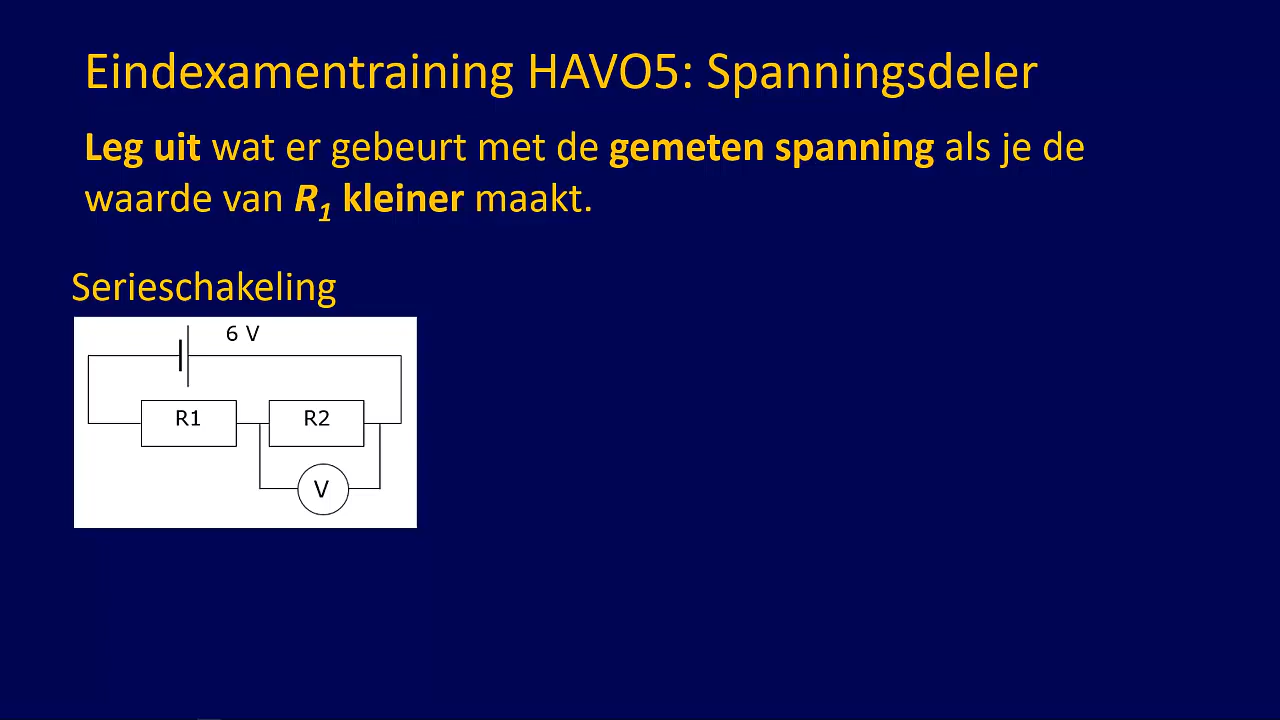 Eindexamentraining HAVO5: Spanningsdeler
Leg uit wat er gebeurt met de gemeten spanning als je de
waarde van R1 kleiner maakt.
Serieschakeling
6 V
R1
R2
V